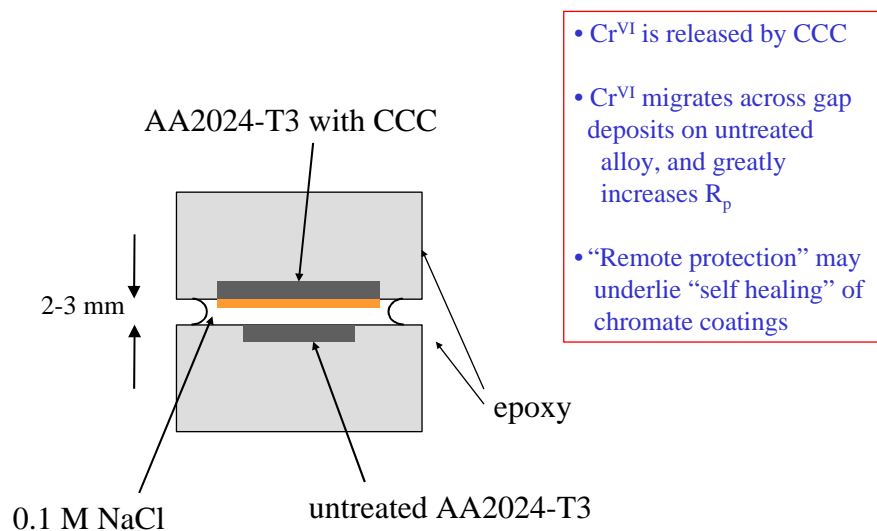 • Cr^VI is released by CCC
• Cr^VI migrates across gap
deposits on untreated
alloy, and greatly
increases R_p
• “Remote protection” may
underlie “self healing” of
chromate coatings
AA2024-T3 with CCC
2-3 mm
epoxy
0.1 M NaCl
untreated AA2024-T3